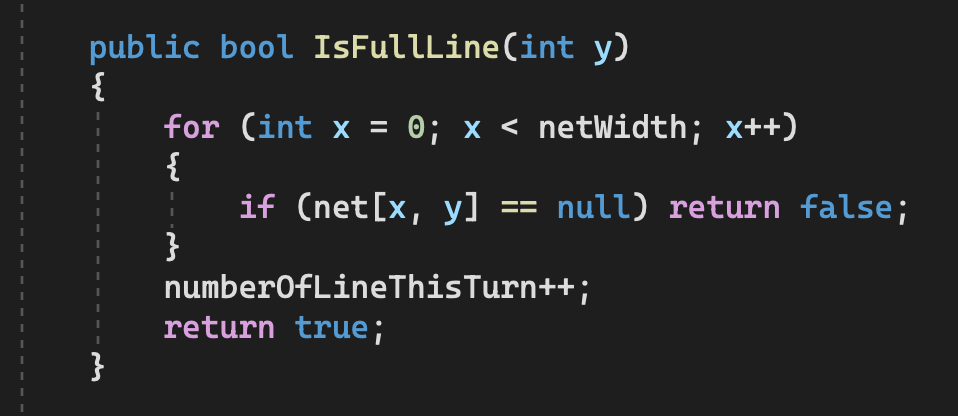 public bool IsFullLine(int y)
{
for (int x = 0; x < netWidth; x++)
{
if (net[x, y] == null) return false;
}
numberOfLineThisTurn++;
return true;
}